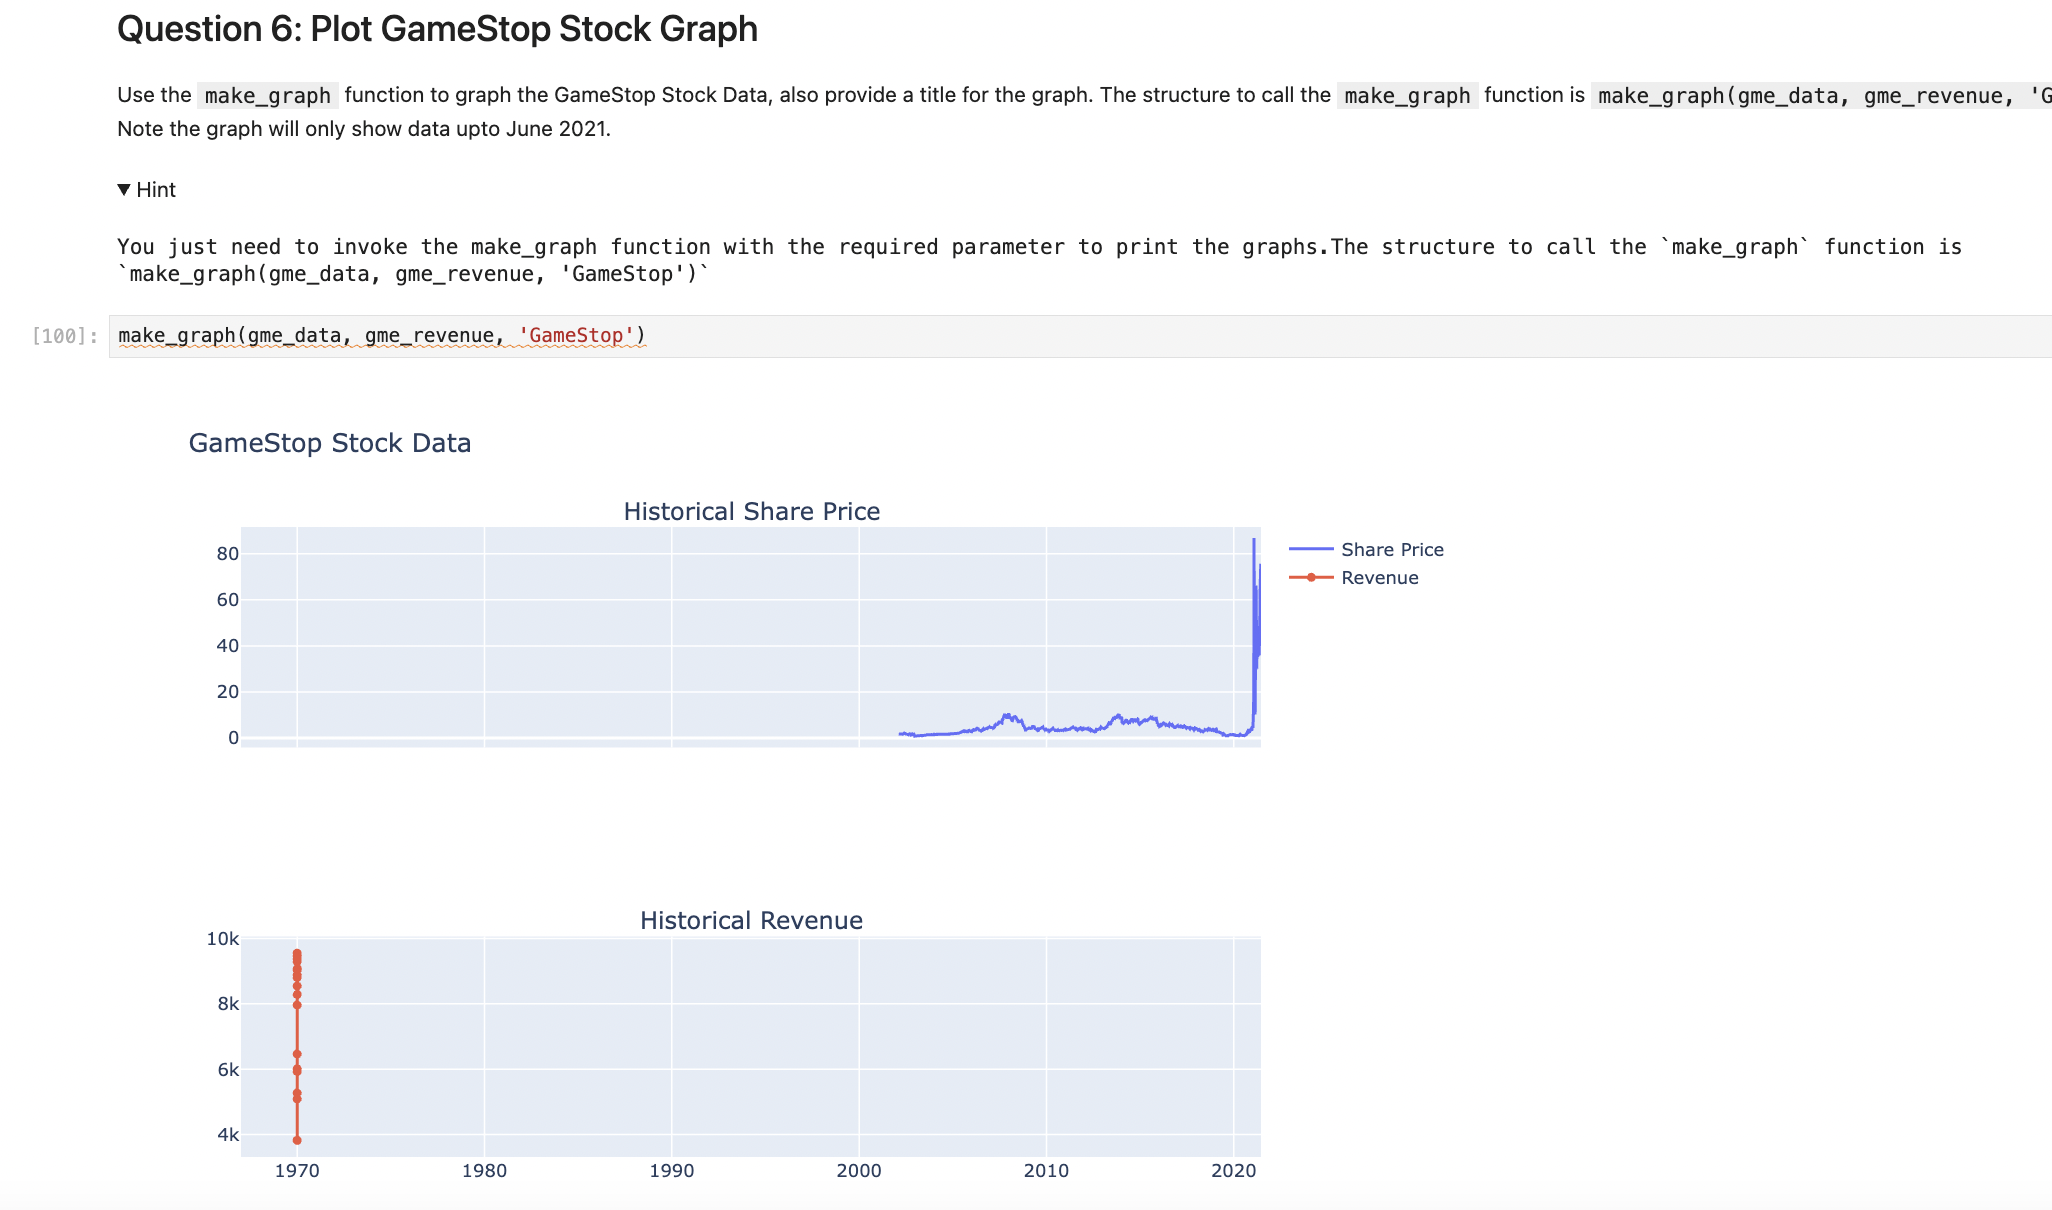 Question 6: Plot GameStop Stock Graph
Use the make_graph function to graph the GameStop Stock Data, also provide a title for the graph. The structure to call the make_graph function is make_graph(gme_data, gme_revenue, 'G
Note the graph will only show data upto June 2021.
▼ Hint
You just need to invoke the make_graph function with the required parameter to print the graphs.The structure to call the `make_graph` function is
`make_graph(gme_data, gme_revenue, 'GameStop')`
[100]: make_graph(gme_data, gme_revenue, 'GameStop')
GameStop Stock Data
Historical Share Price
80
60
40
20
0
Share Price
Revenue
Historical Revenue
10k
8k
6k
4k
1970 1980 1990 2000 2010 2020